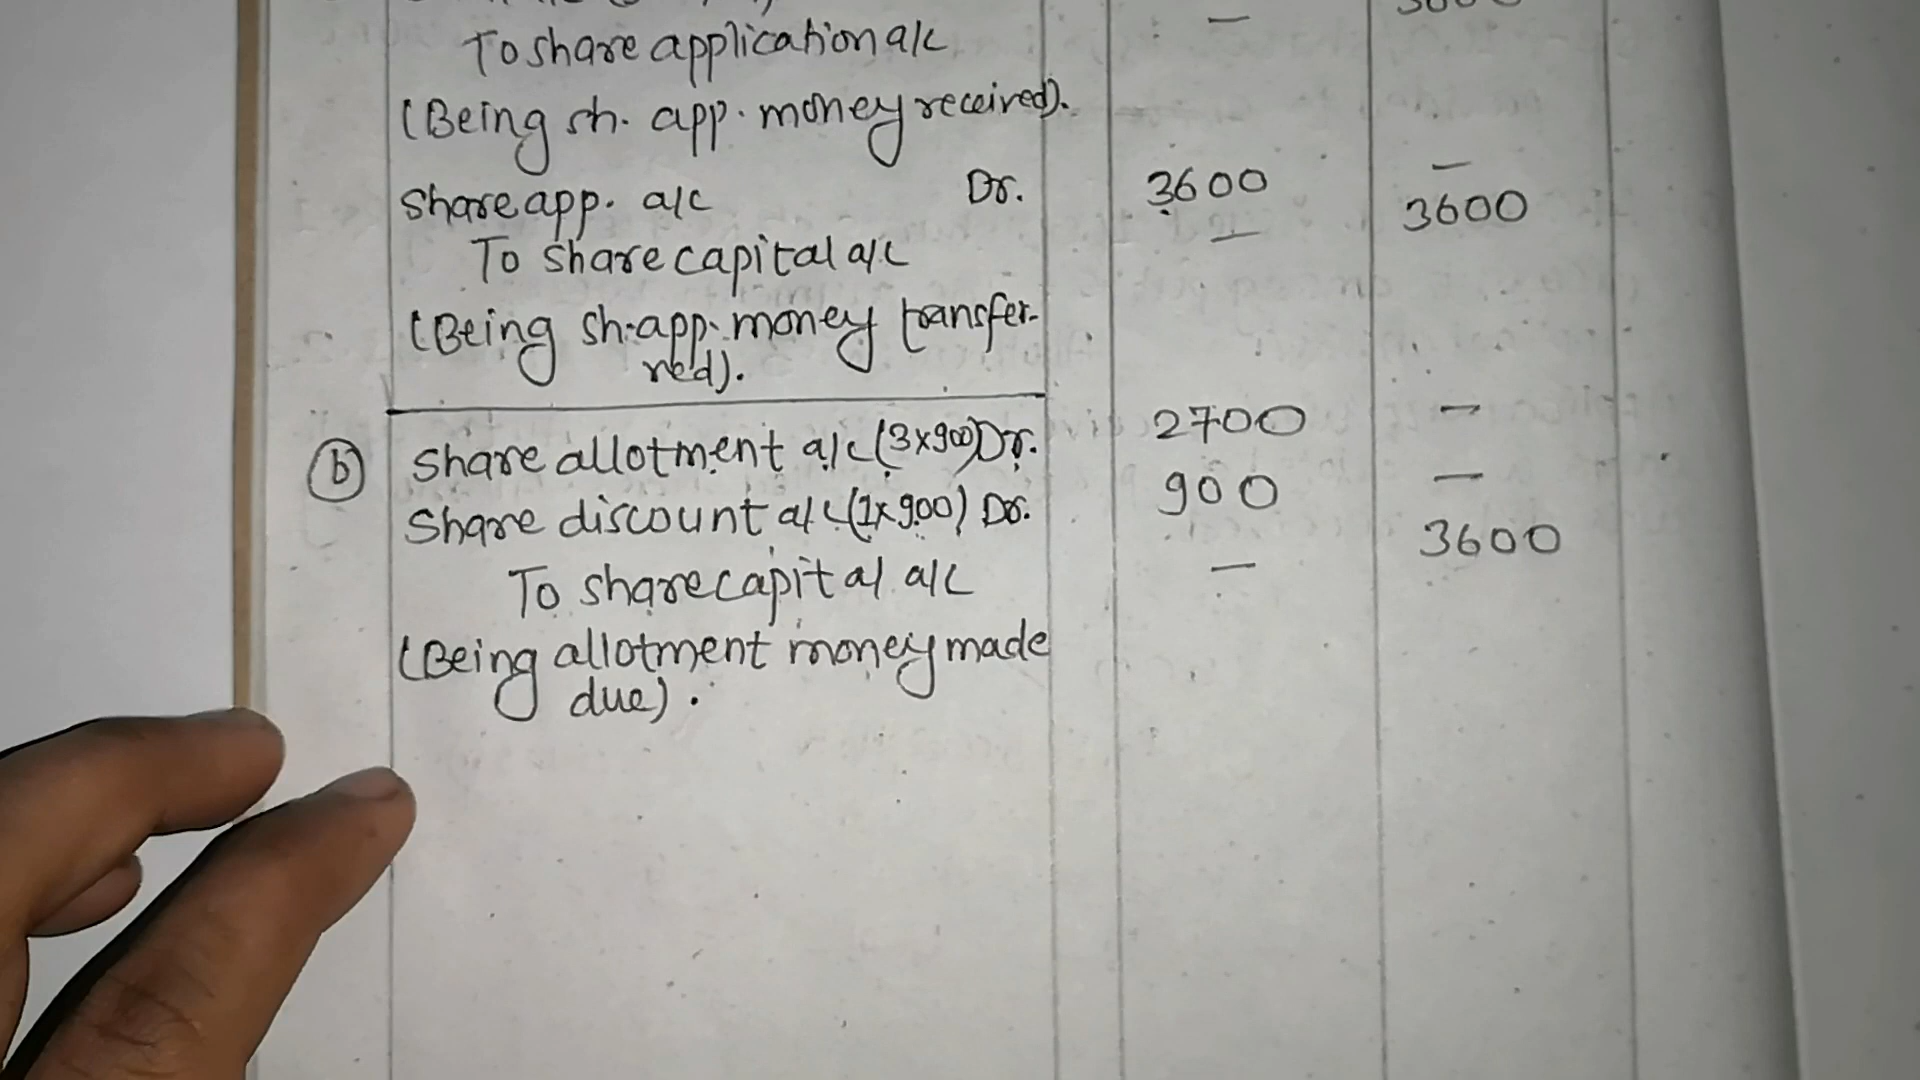 To share application a/c –
(Being sh. app. money received).
Share app. a/c Dr. 3600 –
To share capital a/c – 3600
(Being sh. app. money transfer-
red).
(b) Share allotment a/c (3x900) Dr. 2700 –
Share discount a/c (1x900) Dr. 900 –
To share capital a/c – 3600
(Being allotment money made
due).